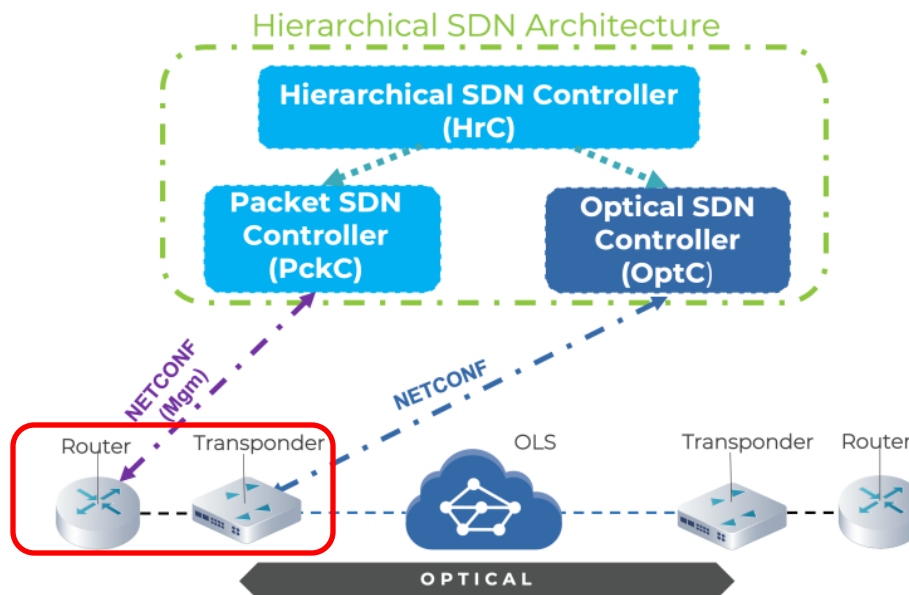 Hierarchical SDN Architecture
Hierarchical SDN Controller
(HrC)
Packet SDN
Controller
(PckC)
Optical SDN
Controller
(OptC)
NETCONF
(Mgm)
NETCONF
Router
Transponder
OLS
Transponder
Router
OPTICAL